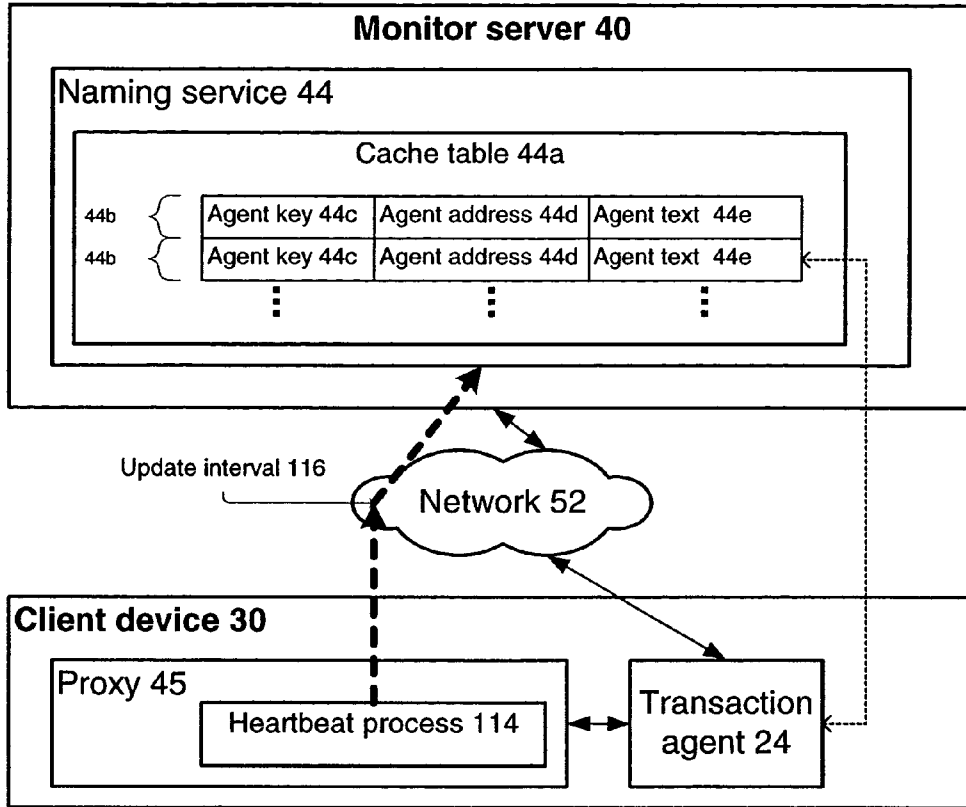 Monitor server 40
Naming service 44
Cache table 44a
44b Agent key 44c Agent address 44d Agent text 44e
44b Agent key 44c Agent address 44d Agent text 44e
Update interval 116
Network 52
Client device 30
Proxy 45
Heartbeat process 114
Transaction
agent 24